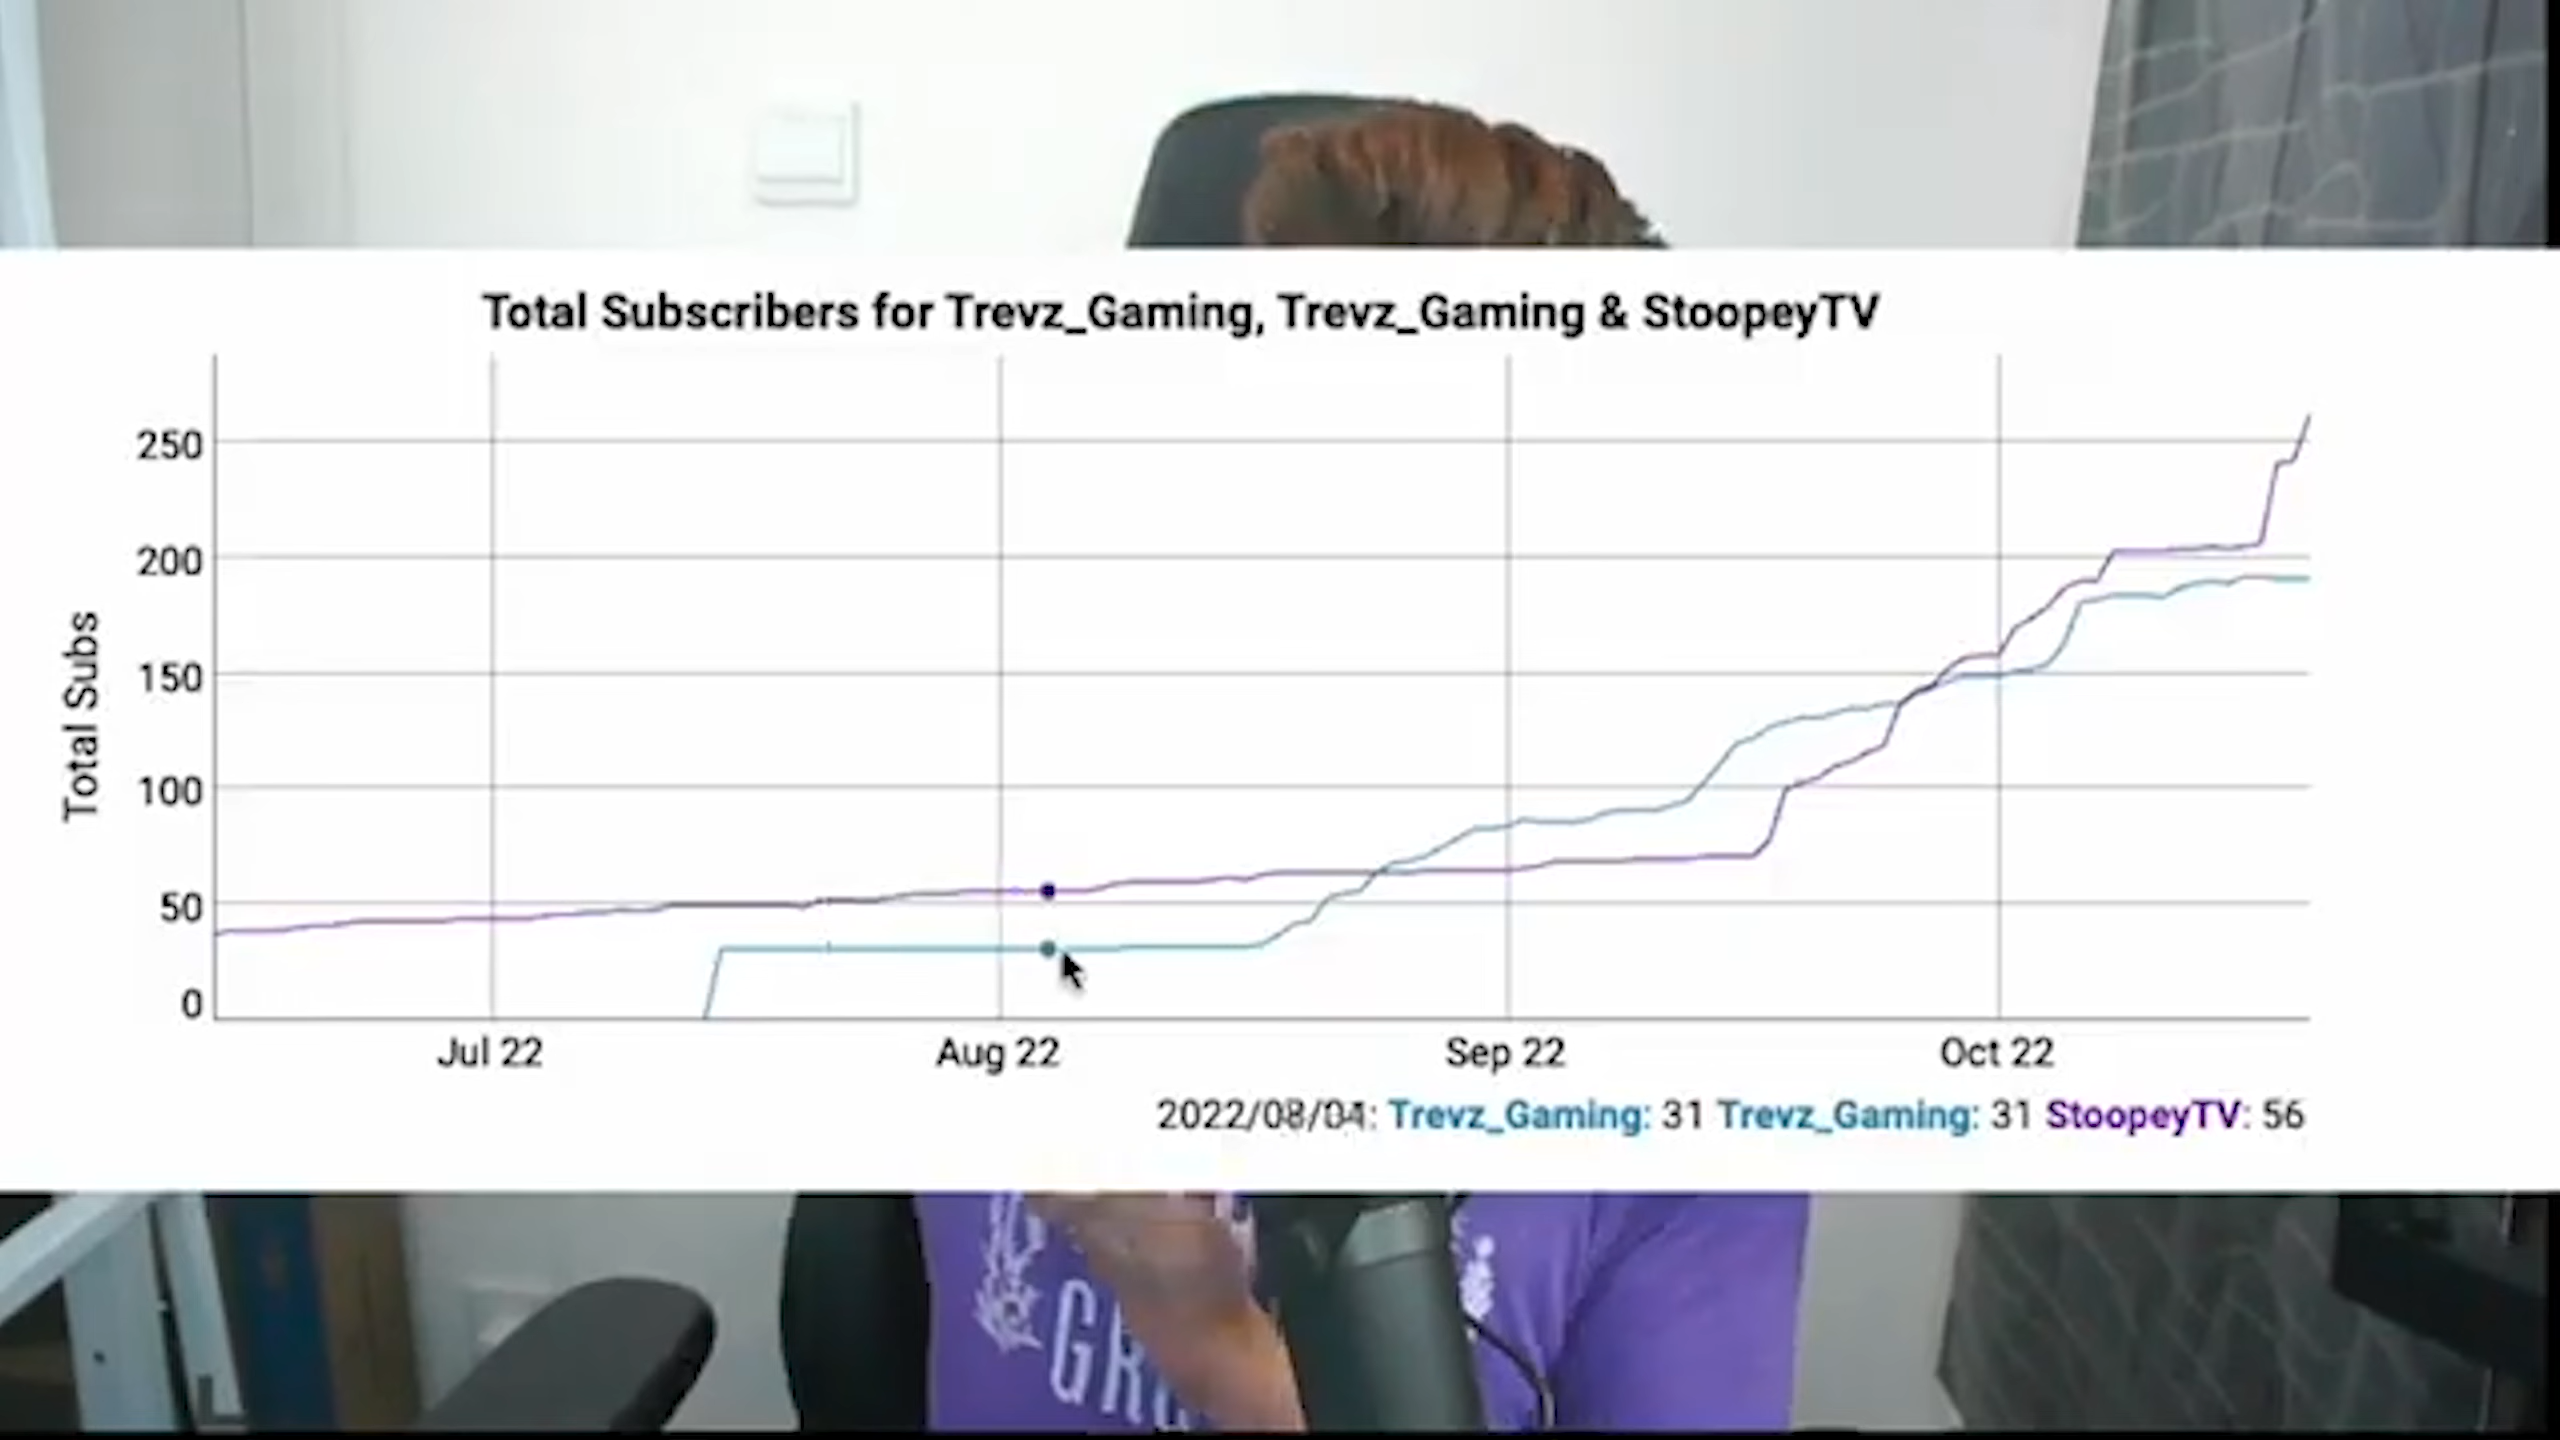 Total Subscribers for Trevz_Gaming, Trevz_Gaming & StoopeyTV
250
200
150
100
50
0
Total Subs
Jul 22 Aug 22 Sep 22 Oct 22
2022/08/04: Trevz_Gaming: 31 Trevz_Gaming: 31 StoopeyTV: 56